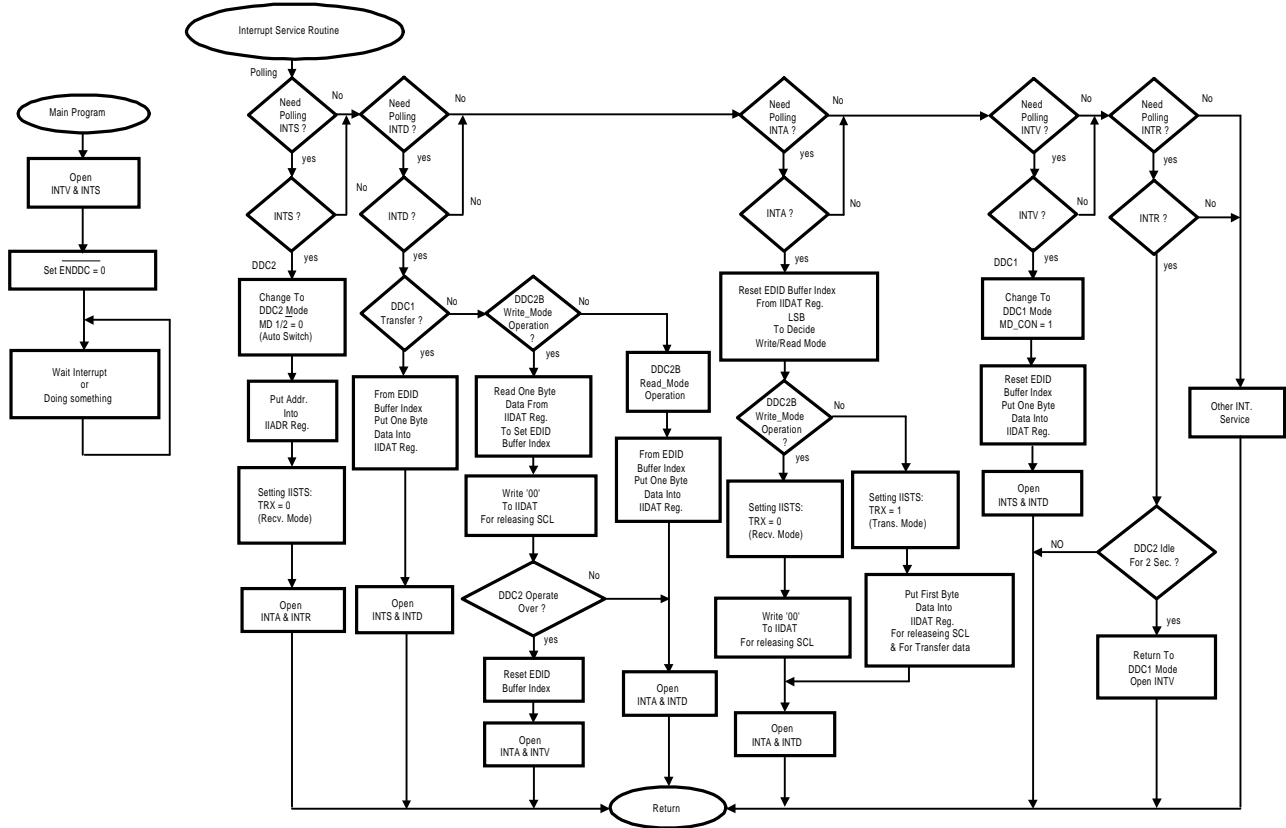 Interrupt Service Routine
Polling
Main Program
Open
INTV & INTS
Set ENDDC = 0
Wait Interrupt
or
Doing something
Need
Polling
INTS ?
No
yes
INTS ?
No
yes
DDC2
Change To
DDC2 Mode
MD 1/2 = 0
(Auto Switch)
Put Addr.
Into
IIADR Reg.
Setting IISTS:
TRX = 0
(Recv. Mode)
Open
INTA & INTR
Need
Polling
INTD ?
No
yes
INTD ?
No
yes
DDC1
Transfer ?
No
yes
From EDID
Buffer Index
Put One Byte
Data Into
IIDAT Reg.
Open
INTS & INTD
DDC2B
Write_Mode
Operation
?
No
yes
Read One Byte
Data From
IIDAT Reg.
To Set EDID
Buffer Index
Write '00'
To IIDAT
For releasing SCL
DDC2 Operate
Over ?
No
yes
Reset EDID
Buffer Index
Open
INTA & INTV
DDC2B
Read_Mode
Operation
From EDID
Buffer Index
Put One Byte
Data Into
IIDAT Reg.
Open
INTA & INTD
Need
Polling
INTA ?
No
yes
INTA ?
No
yes
Reset EDID Buffer Index
From IIDAT Reg.
LSB
To Decide
Write/Read Mode
DDC2B
Write_Mode
Operation
?
No
yes
Setting IISTS:
TRX = 0
(Recv. Mode)
Write '00'
To IIDAT
For releasing SCL
Setting IISTS:
TRX = 1
(Trans. Mode)
Put First Byte
Data Into
IIDAT Reg.
For releaseing SCL
& For Transfer data
Open
INTA & INTD
Need
Polling
INTV ?
No
yes
INTV ?
No
yes
DDC1
Change To
DDC1 Mode
MD_CON = 1
Reset EDID
Buffer Index
Put One Byte
Data Into
IIDAT Reg.
Open
INTS & INTD
Need
Polling
INTR ?
No
yes
INTR ?
No
yes
DDC2 Idle
For 2 Sec. ?
NO
yes
Return To
DDC1 Mode
Open INTV
Other INT.
Service
Return